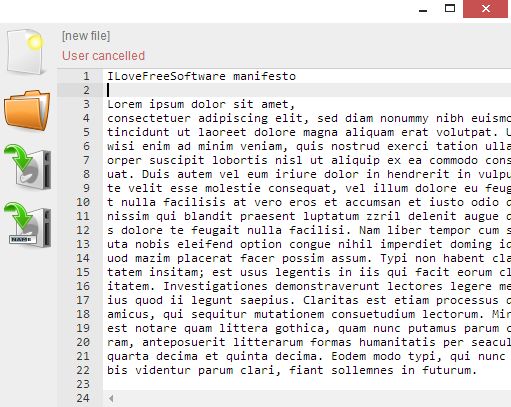 [new file]
User cancelled
1 ILoveFreeSoftware manifesto
2
3 Lorem ipsum dolor sit amet,
4 consectetuer adipiscing elit, sed diam nonummy nibh euismo
5 tincidunt ut laoreet dolore magna aliquam erat volutpat. U
6 wisi enim ad minim veniam, quis nostrud exerci tation ulla
7 orper suscipit lobortis nisl ut aliquip ex ea commodo cons
8 uat. Duis autem vel eum iriure dolor in hendrerit in vulpu
9 te velit esse molestie consequat, vel illum dolore eu feug
10 t nulla facilisis at vero eros et accumsan et iusto odio d
11 nissim qui blandit praesent luptatum zzril delenit augue d
12 s dolore te feugait nulla facilisi. Nam liber tempor cum s
13 uta nobis eleifend option congue nihil imperdiet doming id
14 uod mazim placerat facer possim assum. Typi non habent cla
15 tatem insitam; est usus legentis in iis qui facit eorum cl
16 itatem. Investigationes demonstraverunt lectores legere me
17 ius quod ii legunt saepius. Claritas est etiam processus d
18 amicus, qui sequitur mutationem consuetudium lectorum. Mir
19 est notare quam littera gothica, quam nunc putamus parum c
20 ram, anteposuerit litterarum formas humanitatis per seacul
21 quarta decima et quinta decima. Eodem modo typi, qui nunc
22 bis videntur parum clari, fiant sollemnes in futurum.
23
24
NAME